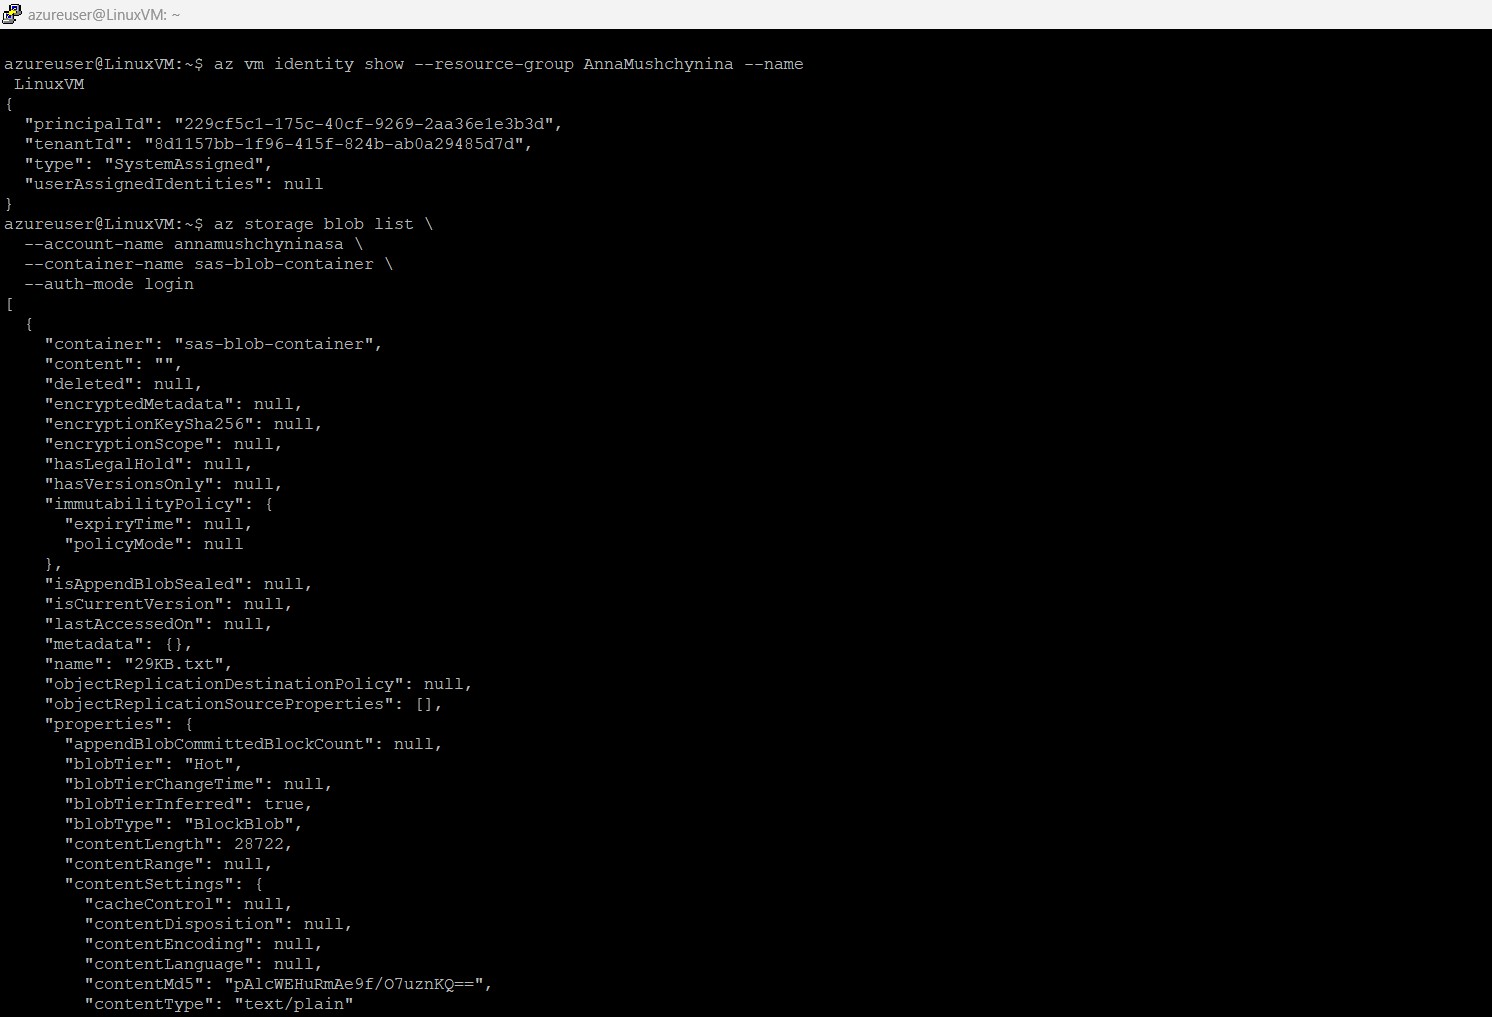 azureuser@LinuxVM: ~
azureuser@LinuxVM:~$ az vm identity show --resource-group AnnaMushchynina --name
 LinuxVM
{
  "principalId": "229cf5c1-175c-40cf-9269-2aa36e1e3b3d",
  "tenantId": "8d1157bb-1f96-415f-824b-ab0a29485d7d",
  "type": "SystemAssigned",
  "userAssignedIdentities": null
}
azureuser@LinuxVM:~$ az storage blob list \
  --account-name annamushchyninasa \
  --container-name sas-blob-container \
  --auth-mode login
[
  {
    "container": "sas-blob-container",
    "content": "",
    "deleted": null,
    "encryptedMetadata": null,
    "encryptionKeySha256": null,
    "encryptionScope": null,
    "hasLegalHold": null,
    "hasVersionsOnly": null,
    "immutabilityPolicy": {
      "expiryTime": null,
      "policyMode": null
    },
    "isAppendBlobSealed": null,
    "isCurrentVersion": null,
    "lastAccessedOn": null,
    "metadata": {},
    "name": "29KB.txt",
    "objectReplicationDestinationPolicy": null,
    "objectReplicationSourceProperties": [],
    "properties": {
      "appendBlobCommittedBlockCount": null,
      "blobTier": "Hot",
      "blobTierChangeTime": null,
      "blobTierInferred": true,
      "blobType": "BlockBlob",
      "contentLength": 28722,
      "contentRange": null,
      "contentSettings": {
        "cacheControl": null,
        "contentDisposition": null,
        "contentEncoding": null,
        "contentLanguage": null,
        "contentMd5": "pAlcWEHuRmAe9f/O7uznKQ==",
        "contentType": "text/plain"